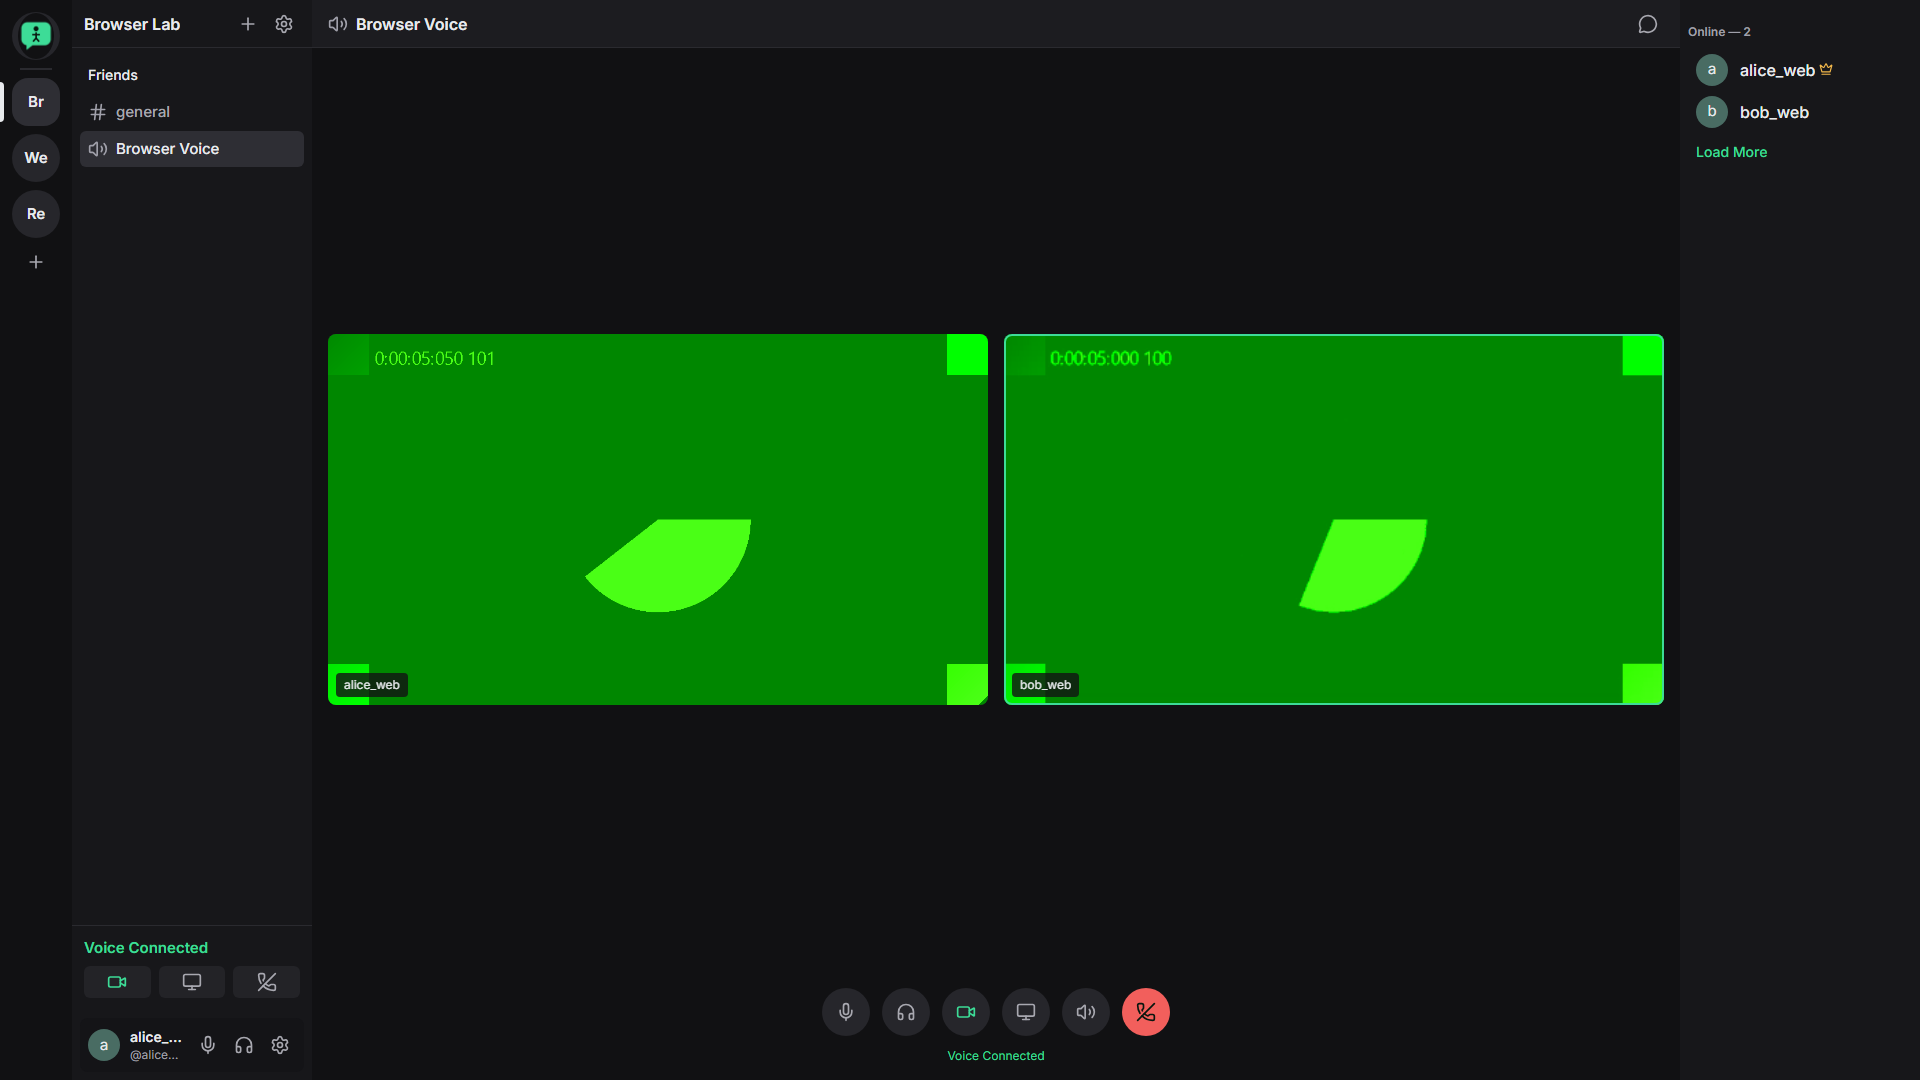 Browser Lab
Browser Voice
Online — 2
Friends
a
alice_web
Br
general
b
bob_web
Browser Voice
We
Load More
Re
0:00:05:050 101
0:00:05:000 100
alice_web
bob_web
Voice Connected
a
alice_...
@alice...
Voice Connected